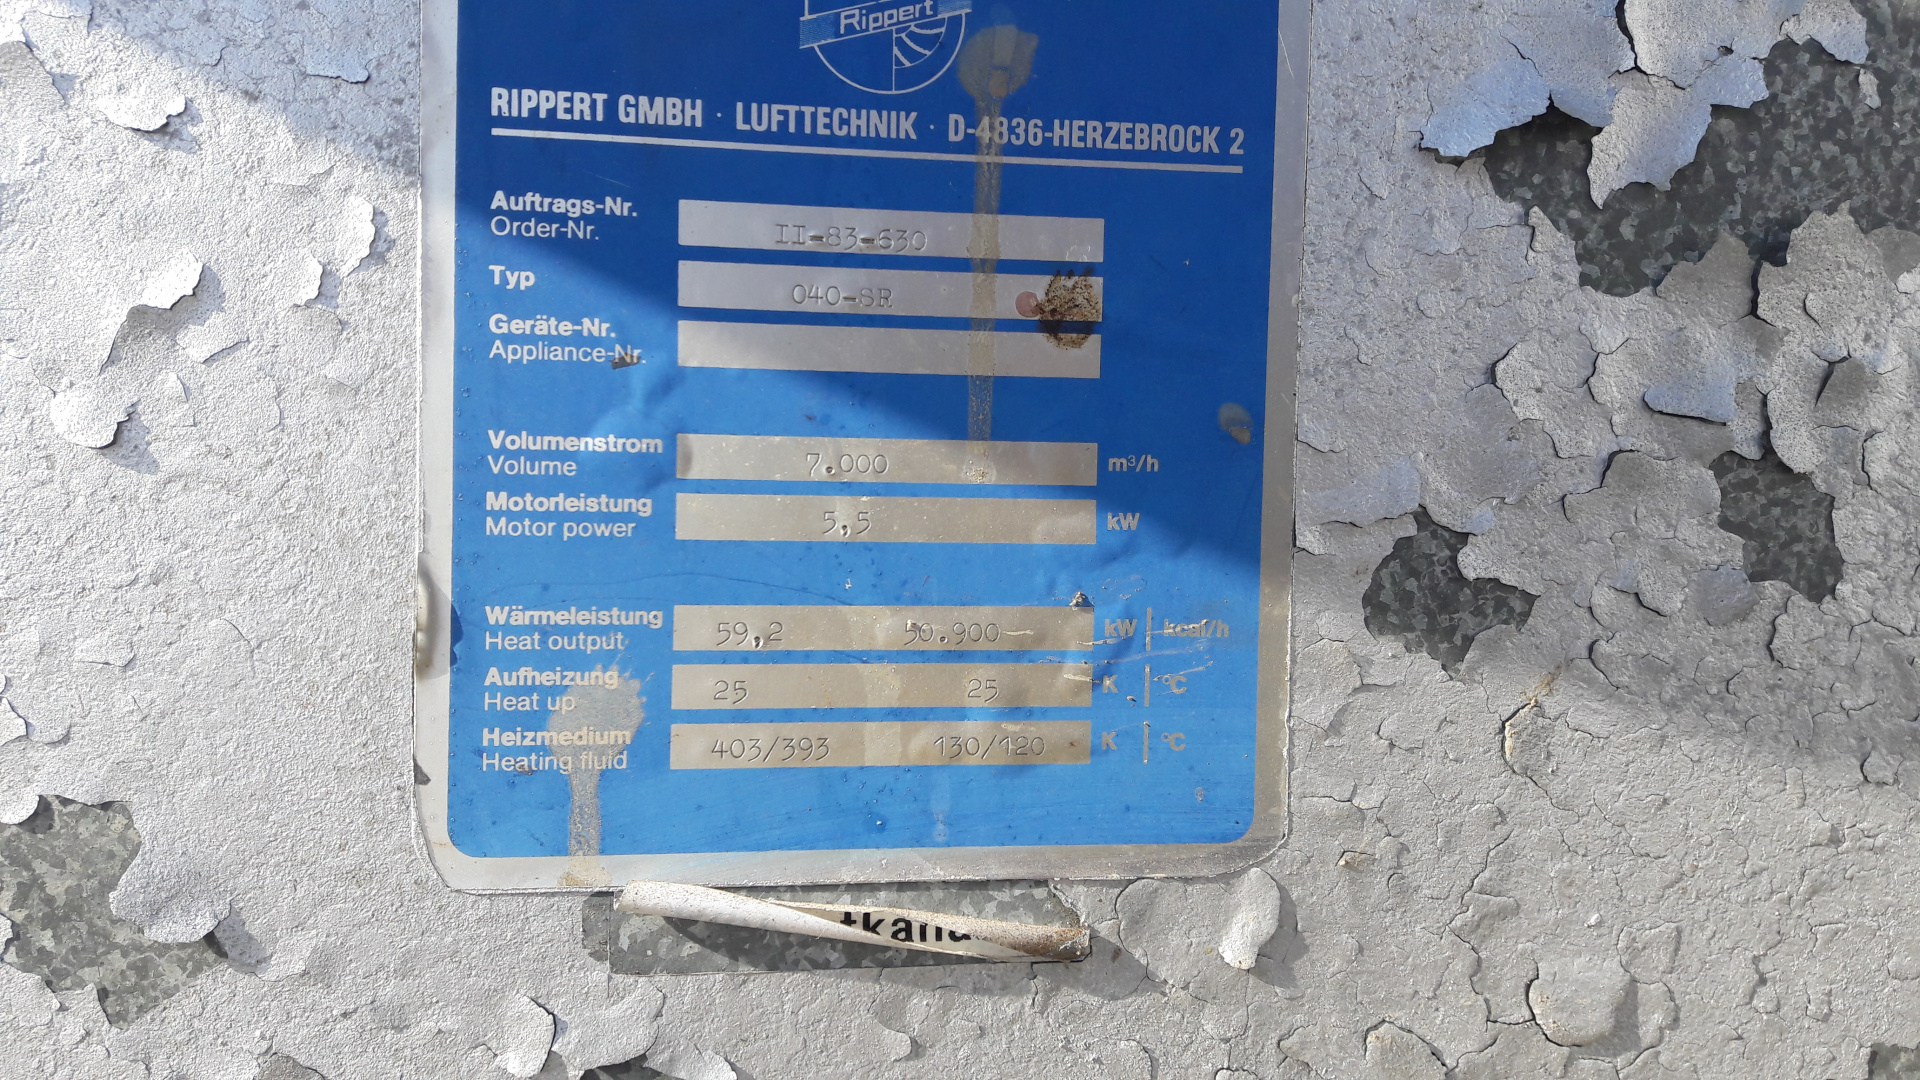 Rippert
RIPPERT GMBH · LUFTTECHNIK · D-4836-HERZEBROCK 2
Auftrags-Nr.
Order-Nr.
II-83-630
Typ
040-SR
Geräte-Nr.
Appliance-Nr.
Volumenstrom
Volume
7.000 m³/h
Motorleistung
Motor power
5,5 kW
Wärmeleistung
Heat output
59,2 50.900 kW | kcal/h
Aufheizung
Heat up
25 25 K | °C
Heizmedium
Heating fluid
403/393 130/120 K | °C